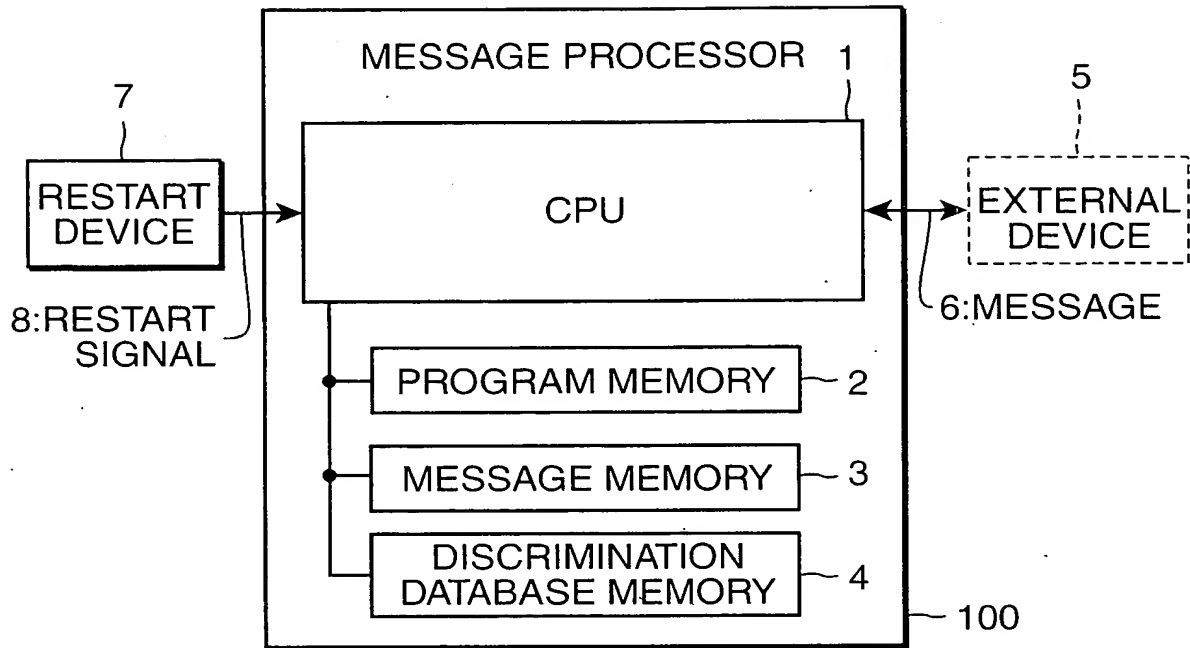 MESSAGE PROCESSOR
1
5
7
RESTART
DEVICE
CPU
EXTERNAL
DEVICE
8:RESTART
SIGNAL
6:MESSAGE
PROGRAM MEMORY
2
MESSAGE MEMORY
3
DISCRIMINATION
DATABASE MEMORY
4
100